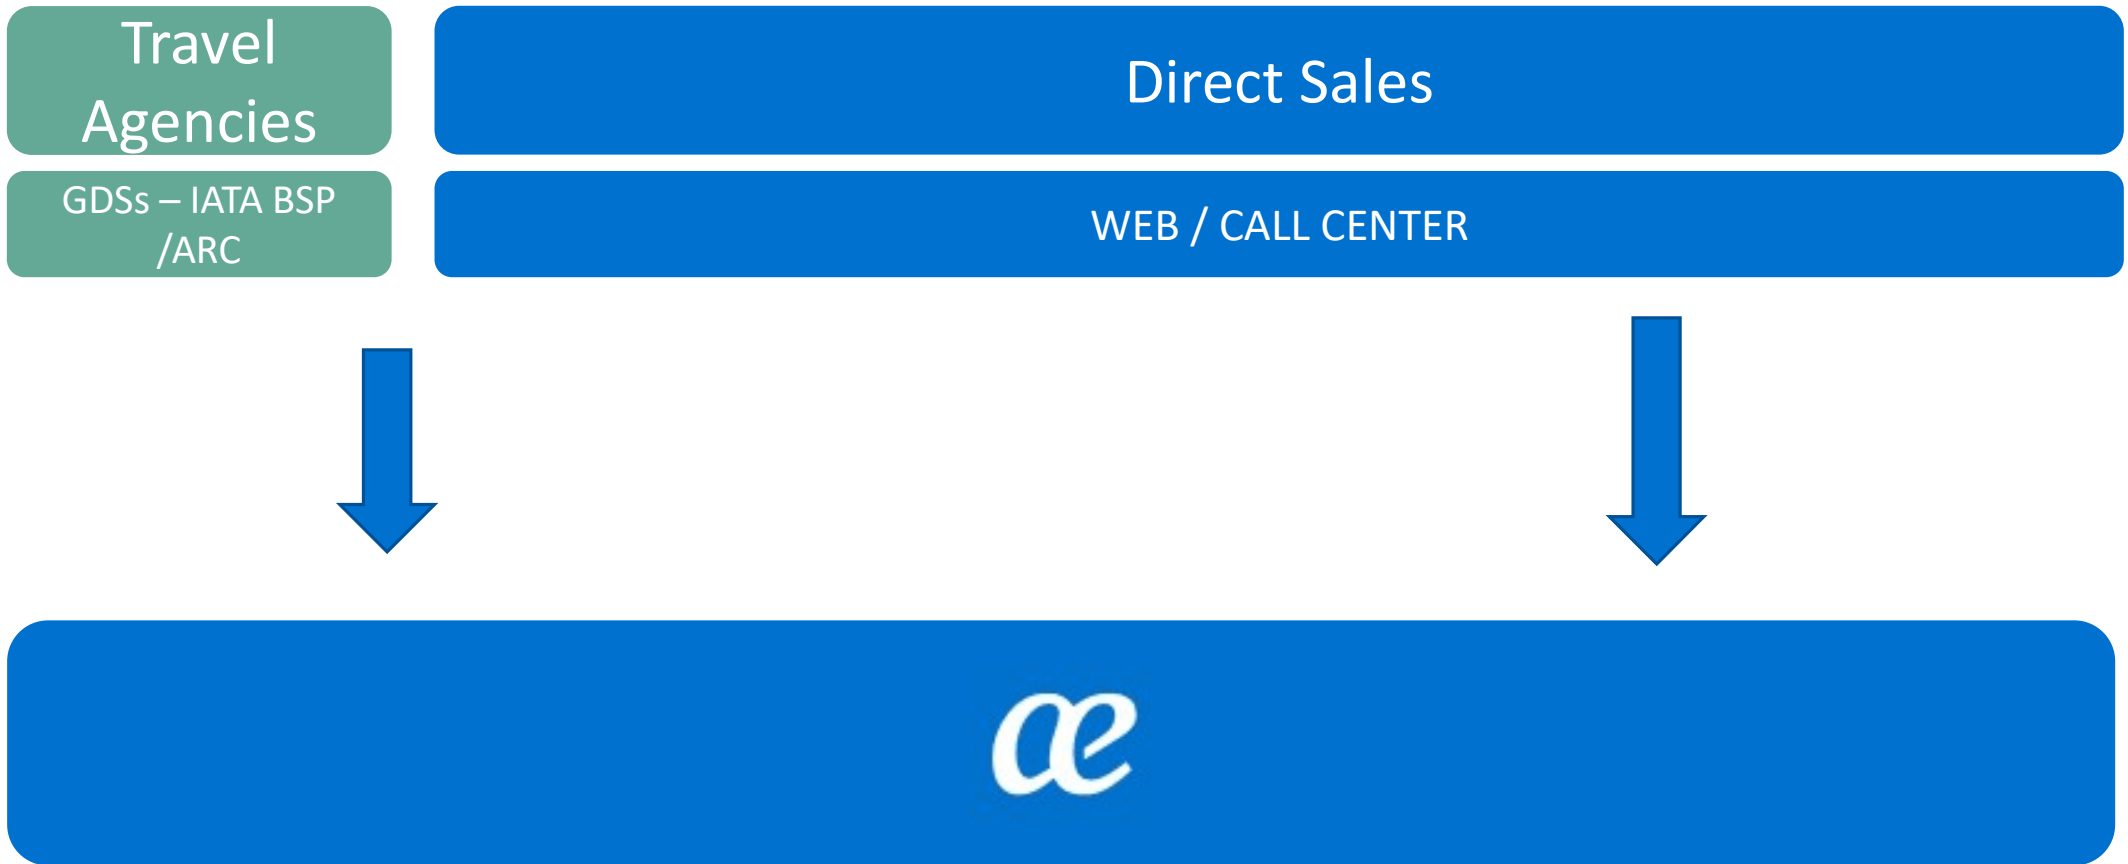 Travel
Agencies
Direct Sales
GDSs – IATA BSP
/ARC
WEB / CALL CENTER
æ